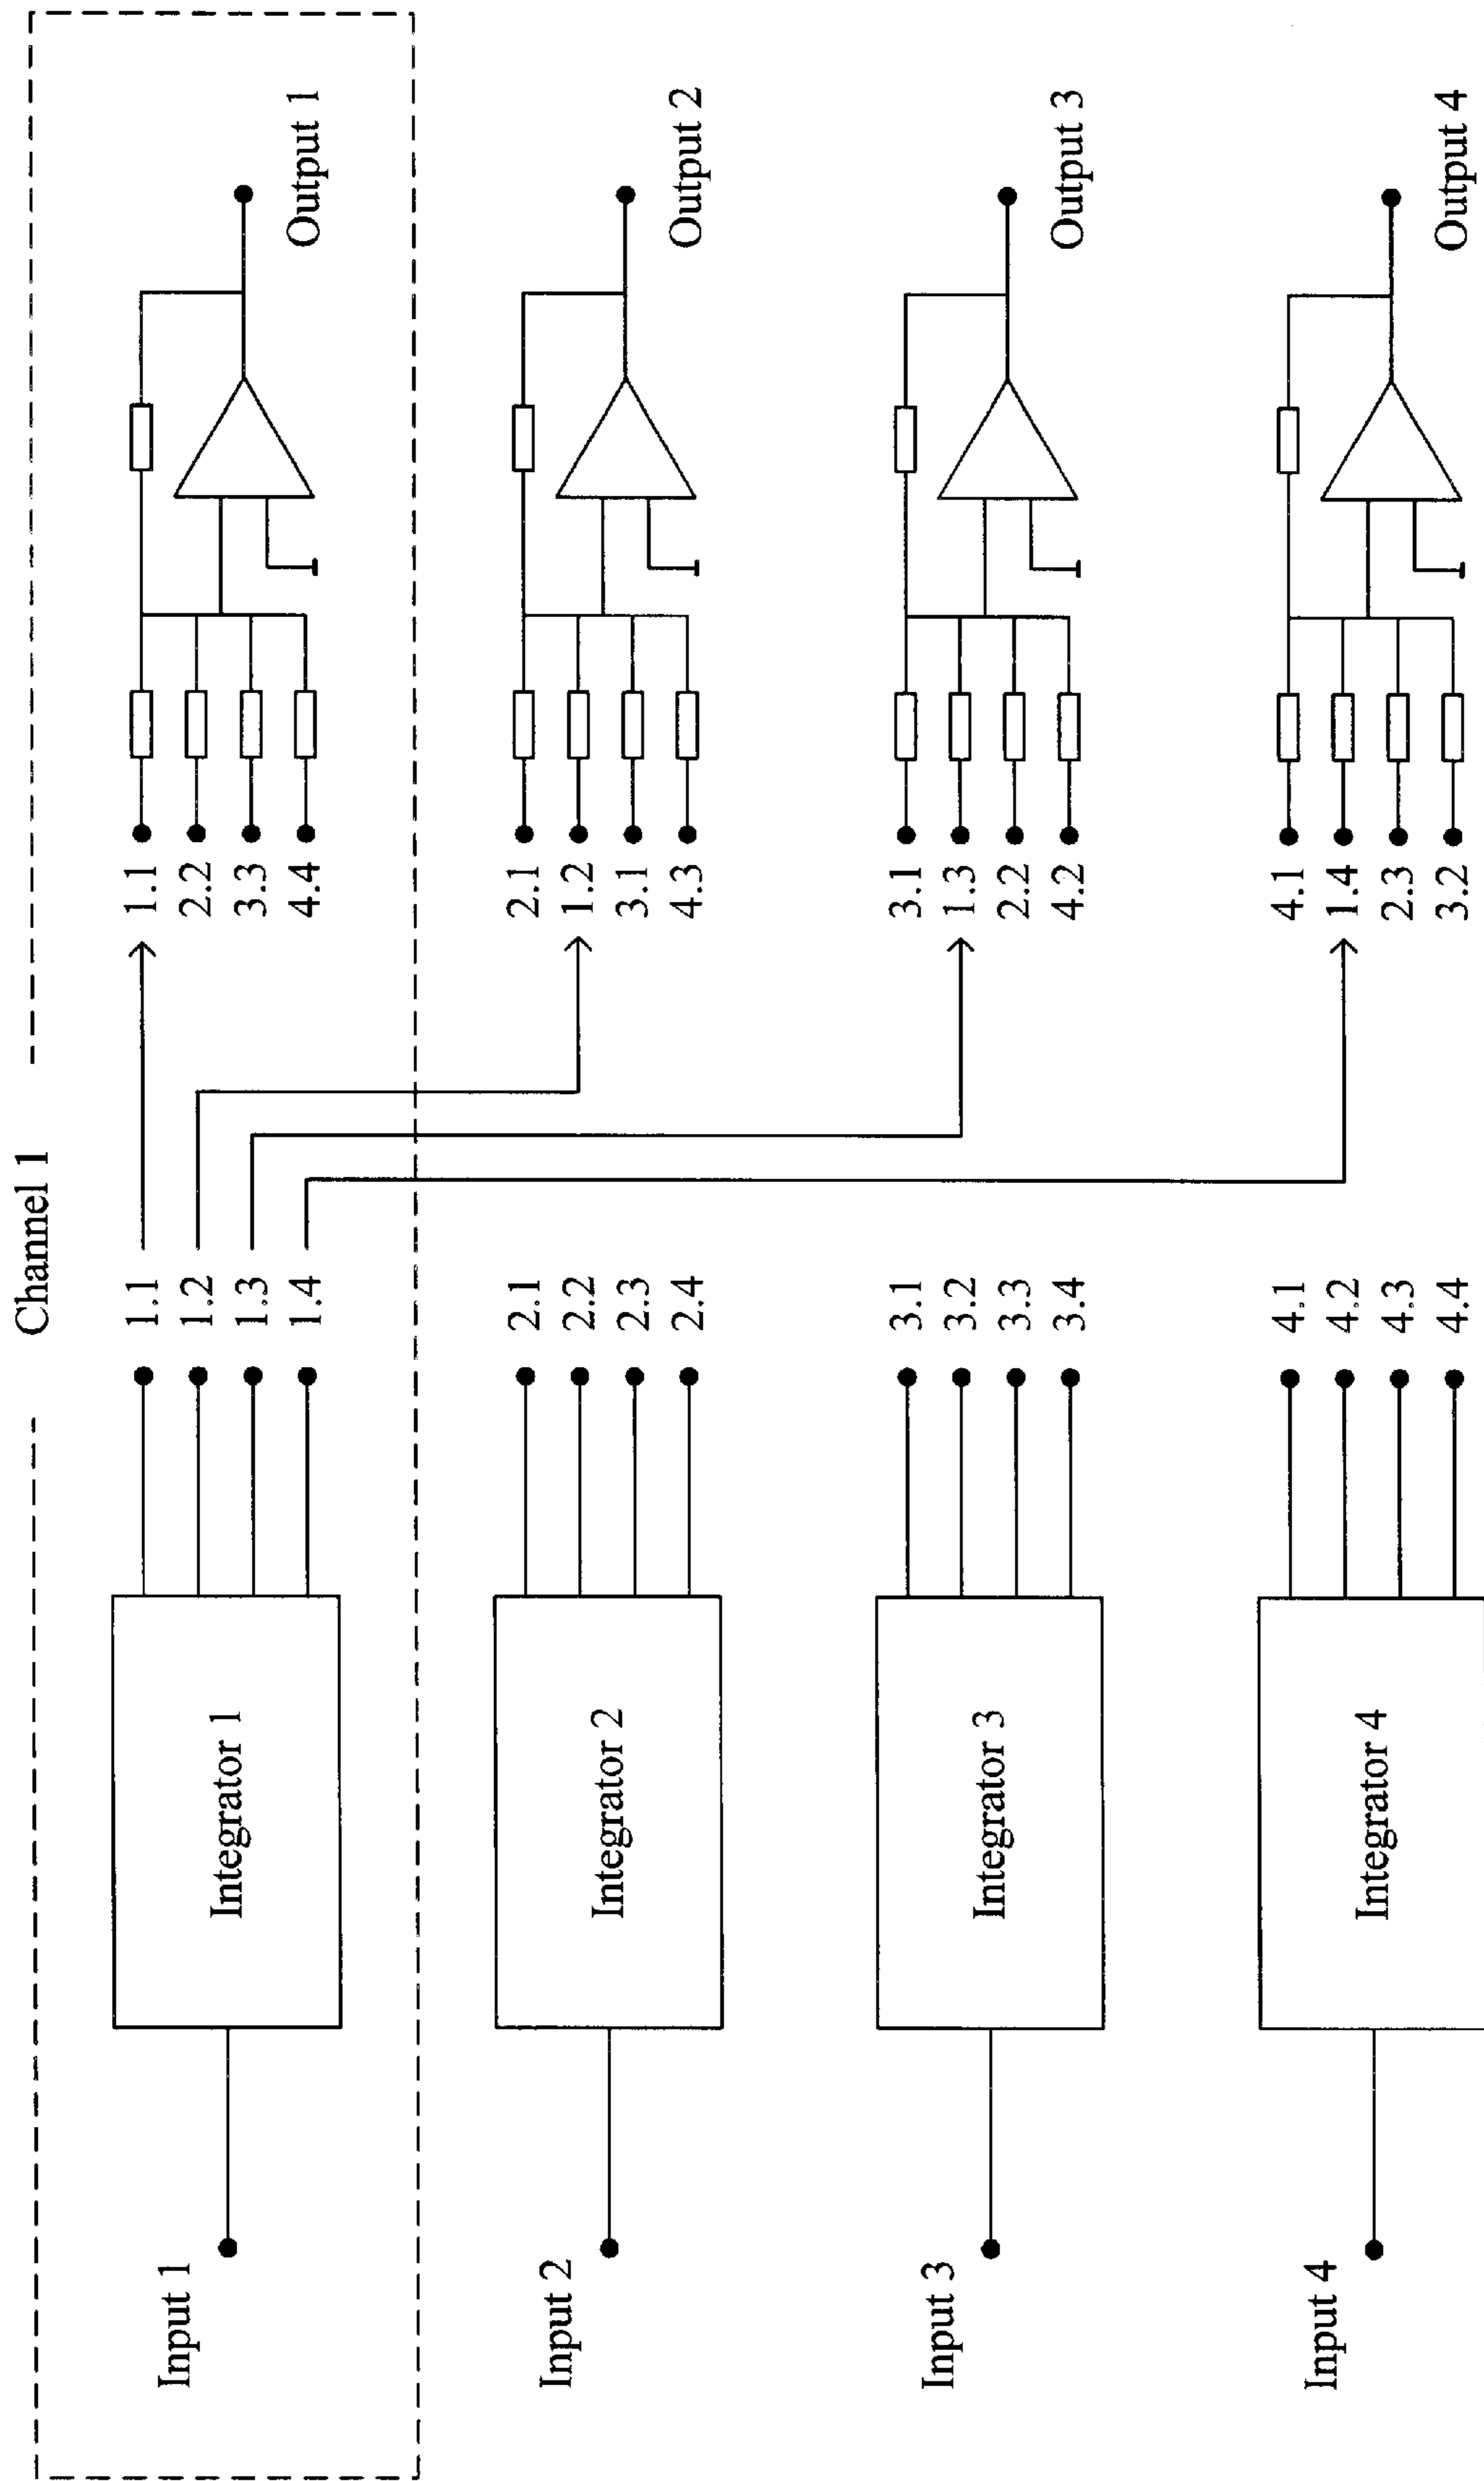 Channel 1
Input 1
Integrator 1
1.1
1.2
1.3
1.4
1.1
2.2
3.3
4.4
Output 1
Input 2
Integrator 2
2.1
2.2
2.3
2.4
2.1
1.2
3.1
4.3
Output 2
Input 3
Integrator 3
3.1
3.2
3.3
3.4
3.1
1.3
2.2
4.2
Output 3
Input 4
Integrator 4
4.1
4.2
4.3
4.4
4.1
1.4
2.3
3.2
Output 4